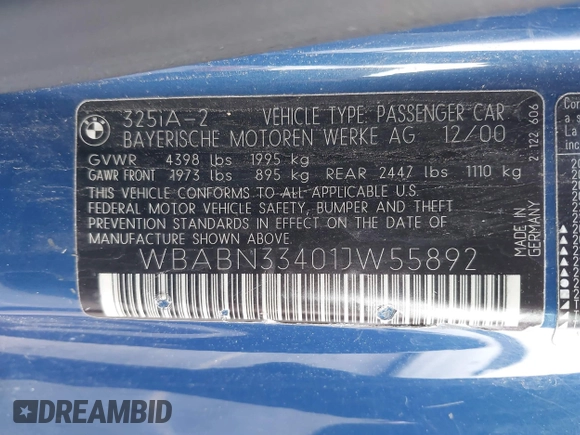 BMW
325iA-2 VEHICLE TYPE: PASSENGER CAR
BAYERISCHE MOTOREN WERKE AG 12/00
GVWR 4398 lbs 1995 kg
GAWR FRONT 1973 lbs 895 kg REAR 2447 lbs 1110 kg
THIS VEHICLE CONFORMS TO ALL APPLICABLE U.S.
FEDERAL MOTOR VEHICLE SAFETY, BUMPER AND THEFT
PREVENTION STANDARDS IN EFFECT ON THE DATE OF
MANUFACTURE SHOWN ABOVE.
WBABN33401JW55892
2 122 606
MADE IN
GERMANY
DREAMBID